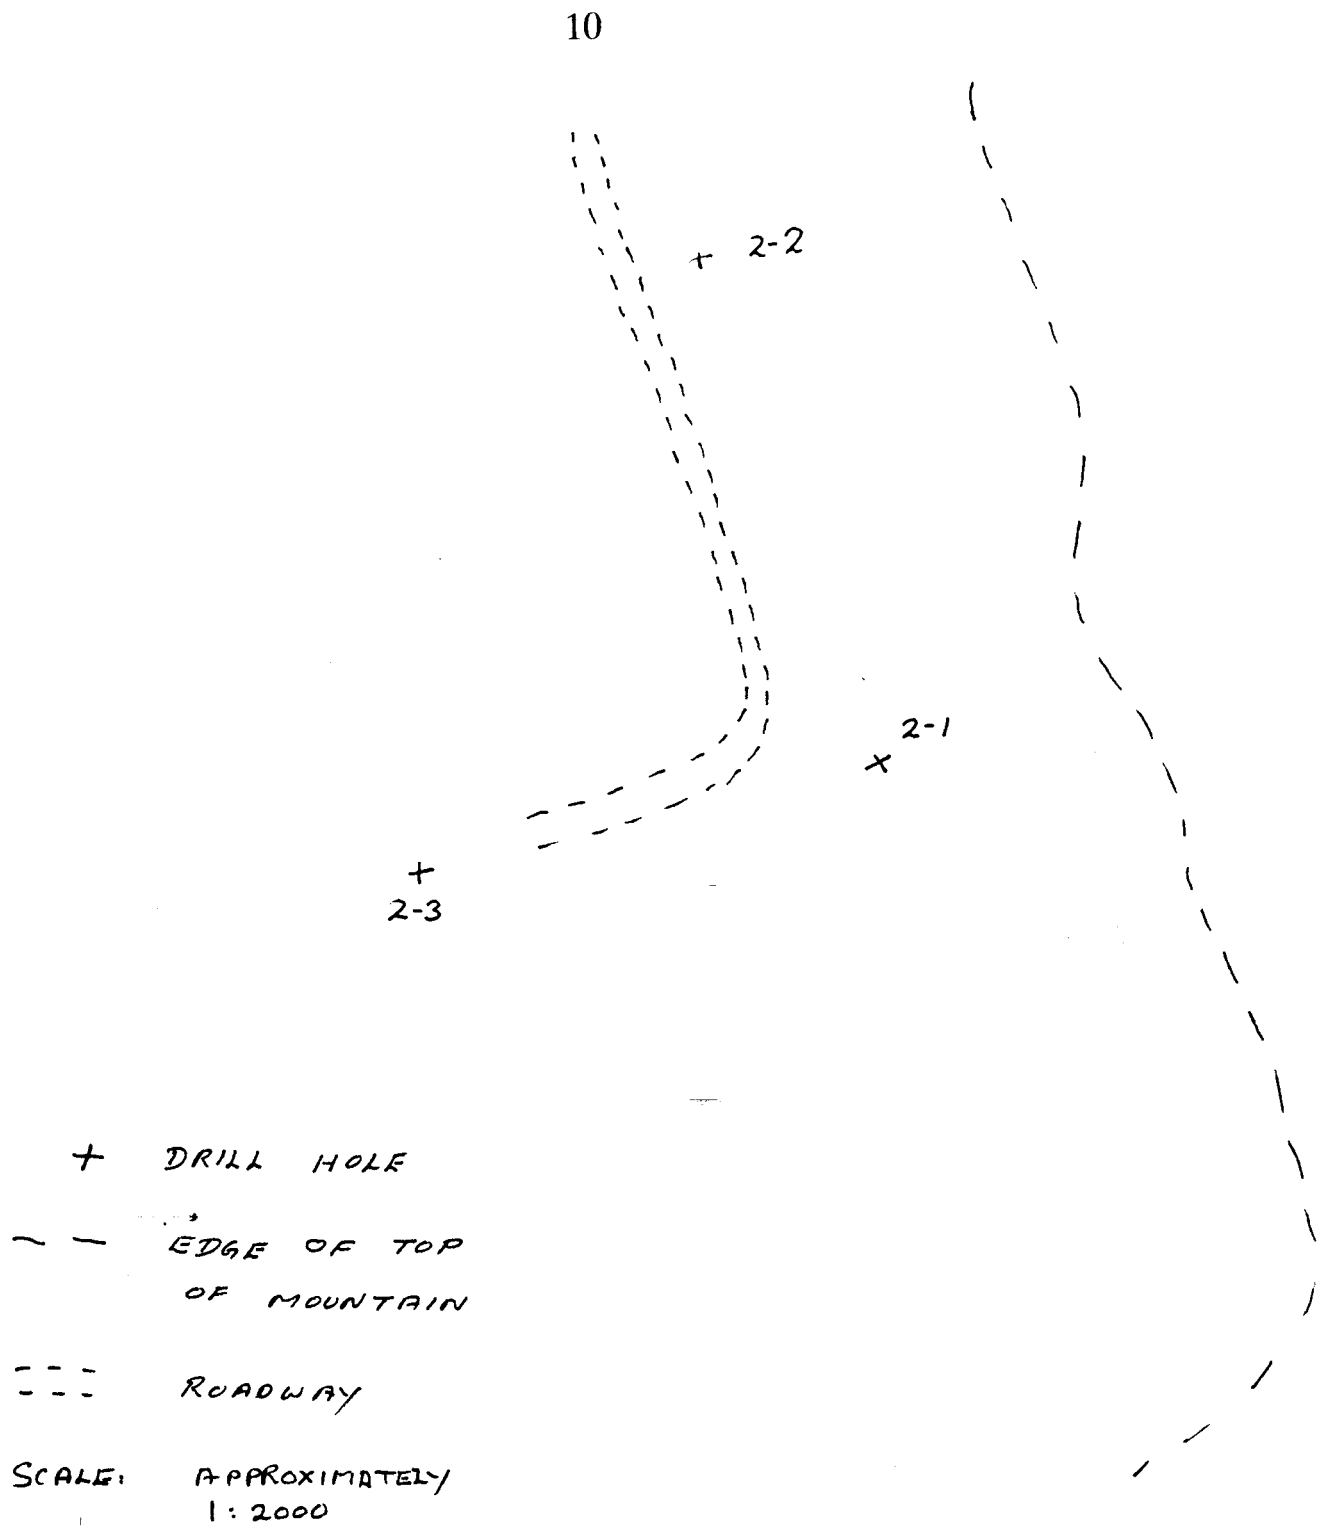 10
2-2
2-1
2-3
+ DRILL HOLE
EDGE OF TOP
OF MOUNTAIN
ROADWAY
SCALE: APPROXIMATELY
1:2000